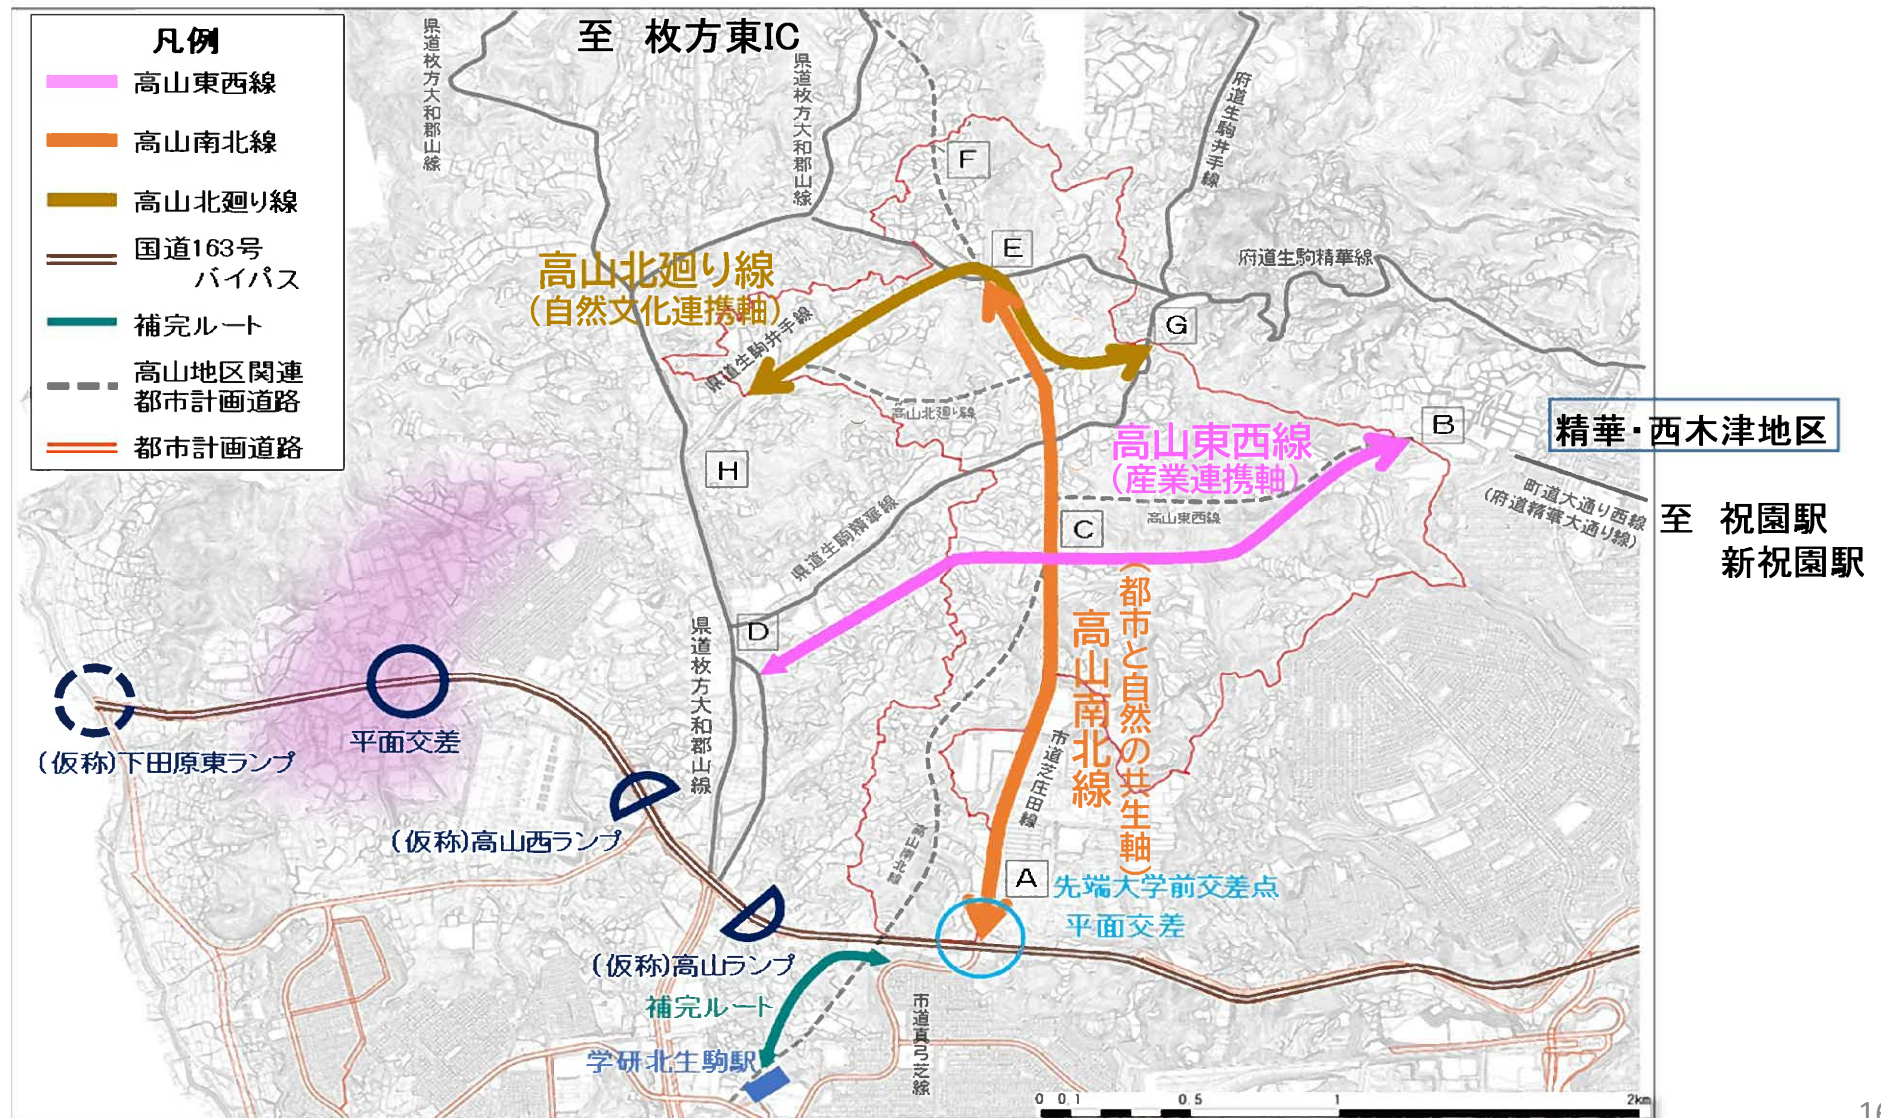 凡例
高山東西線
高山南北線
高山北廻り線
国道163号
バイパス
補完ルート
高山地区関連
都市計画道路
都市計画道路
至 枚方東IC
県道枚方大和郡山線
県道枚方大和郡山線
府道生駒井手線
F
E
府道生駒精華線
高山北廻り線
(自然文化連携軸)
G
県道生駒井手線
高山北廻り線
B
精華・西木津地区
高山東西線
(産業連携軸)
H
町道大通り西線
(府道精華大通り線)
高山東西線
至 祝園駅
新祝園駅
C
県道生駒精華線
D
県道枚方大和郡山線
高山南北線
(都市と自然の共生軸)
平面交差
(仮称)下田原東ランプ
市道芝庄田線
(仮称)高山西ランプ
高山南北線
A
先端大学前交差点
平面交差
(仮称)高山ランプ
補完ルート
市道真弓芝線
学研北生駒駅
0 0.1 0.5 1 2km
16